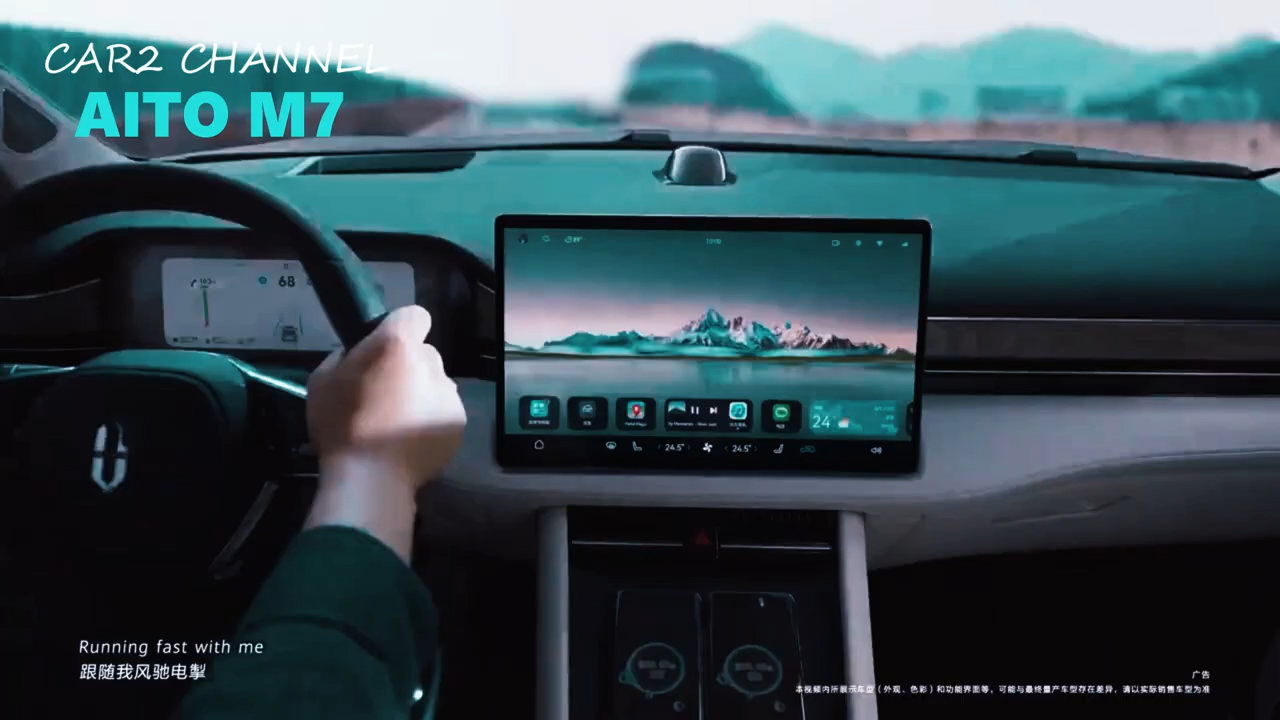 CAR2 CHANNEL
AITO M7
68
24°
24.5°
24.5°
Running fast with me
跟随我风驰电掣
广告
本视频内所展示车型（外观、色彩）和功能界面等，可能与最终量产车型存在差异，请以实际销售车型为准